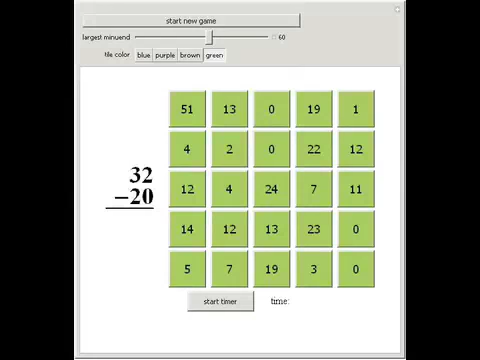 start new game
largest minuend 60
tile color blue purple brown green
51 13 0 19 1
4 2 0 22 12
32
−20
12 4 24 7 11
14 12 13 23 0
5 7 19 3 0
start timer time: